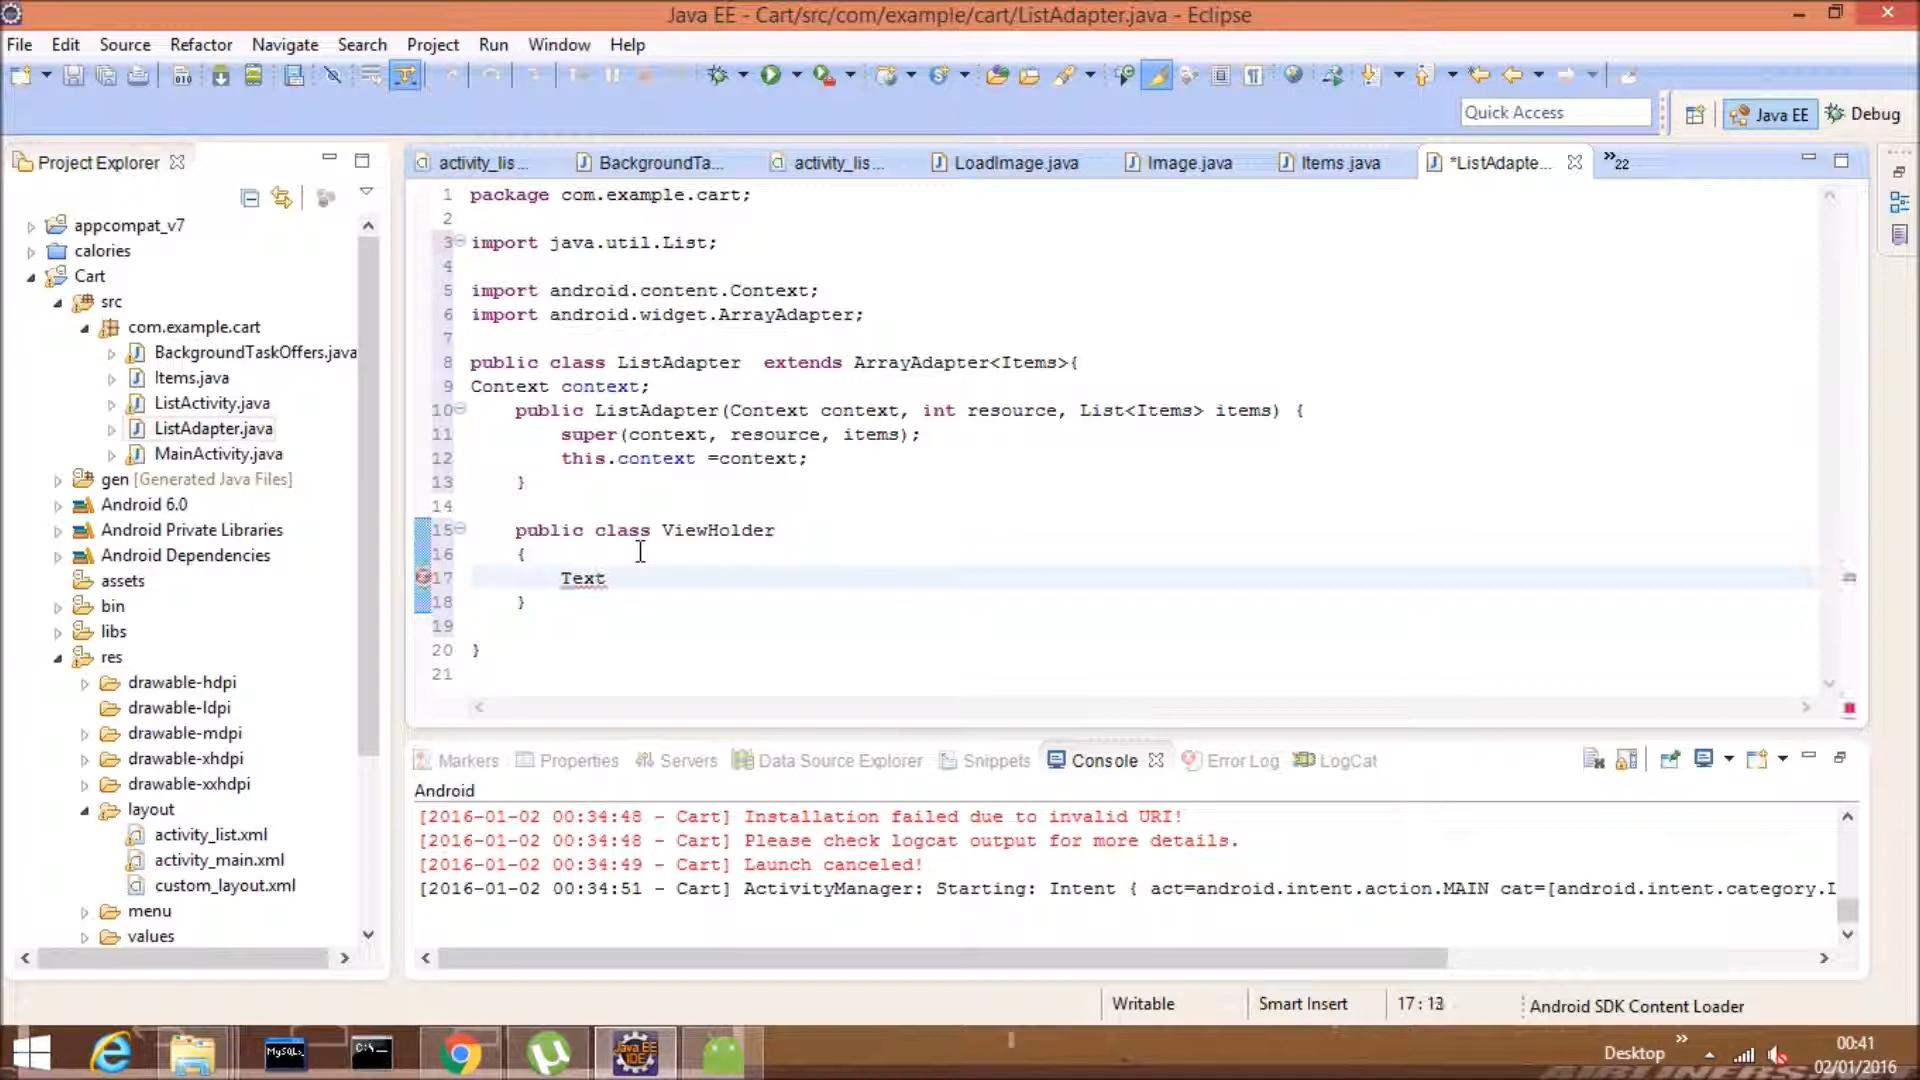 Java EE - Cart/src/com/example/cart/ListAdapter.java - Eclipse
File Edit Source Refactor Navigate Search Project Run Window Help
Quick Access
Java EE
Debug
Project Explorer
appcompat_v7
calories
Cart
src
com.example.cart
BackgroundTaskOffers.java
Items.java
ListActivity.java
ListAdapter.java
MainActivity.java
gen [Generated Java Files]
Android 6.0
Android Private Libraries
Android Dependencies
assets
bin
libs
res
drawable-hdpi
drawable-ldpi
drawable-mdpi
drawable-xhdpi
drawable-xxhdpi
layout
activity_list.xml
activity_main.xml
custom_layout.xml
menu
values
activity_lis... BackgroundTa... activity_lis... LoadImage.java Image.java Items.java *ListAdapte... »22
1 package com.example.cart;
2
3 import java.util.List;
4
5 import android.content.Context;
6 import android.widget.ArrayAdapter;
7
8 public class ListAdapter  extends ArrayAdapter<Items>{
9 Context context;
10 public ListAdapter(Context context, int resource, List<Items> items) {
11 super(context, resource, items);
12 this.context =context;
13 }
14
15 public class ViewHolder
16 {
17 Text
18 }
19
20 }
21
Markers Properties Servers Data Source Explorer Snippets Console Error Log LogCat
Android
[2016-01-02 00:34:48 - Cart] Installation failed due to invalid URI!
[2016-01-02 00:34:48 - Cart] Please check logcat output for more details.
[2016-01-02 00:34:49 - Cart] Launch canceled!
[2016-01-02 00:34:51 - Cart] ActivityManager: Starting: Intent { act=android.intent.action.MAIN cat=[android.intent.category.
Writable
Smart Insert
Android SDK Content Loader
MySQL
C:\
Java EE
IDE
Desktop
00:41
02/01/2016